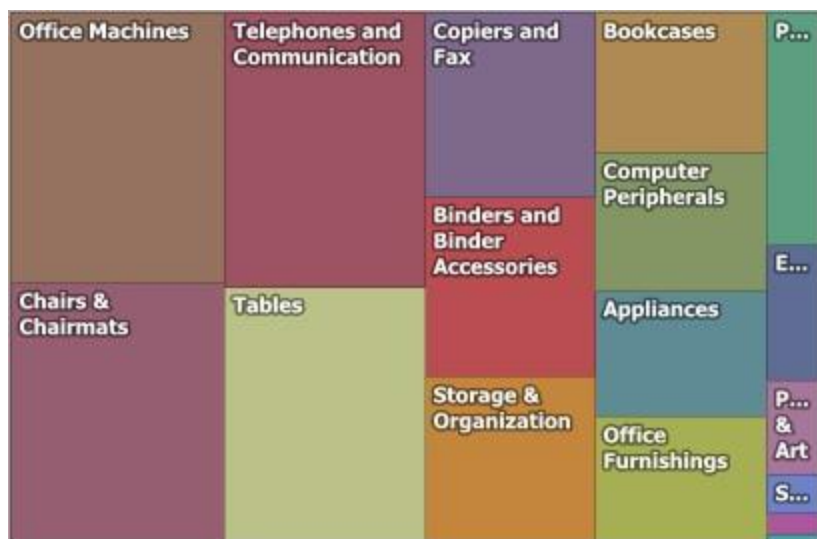 Office Machines
Telephones and
Communication
Copiers and
Fax
Bookcases
P...
Computer
Peripherals
Binders and
Binder
Accessories
E...
Chairs &
Chairmats
Tables
Appliances
Storage &
Organization
P...
&
Art
Office
Furnishings
S...